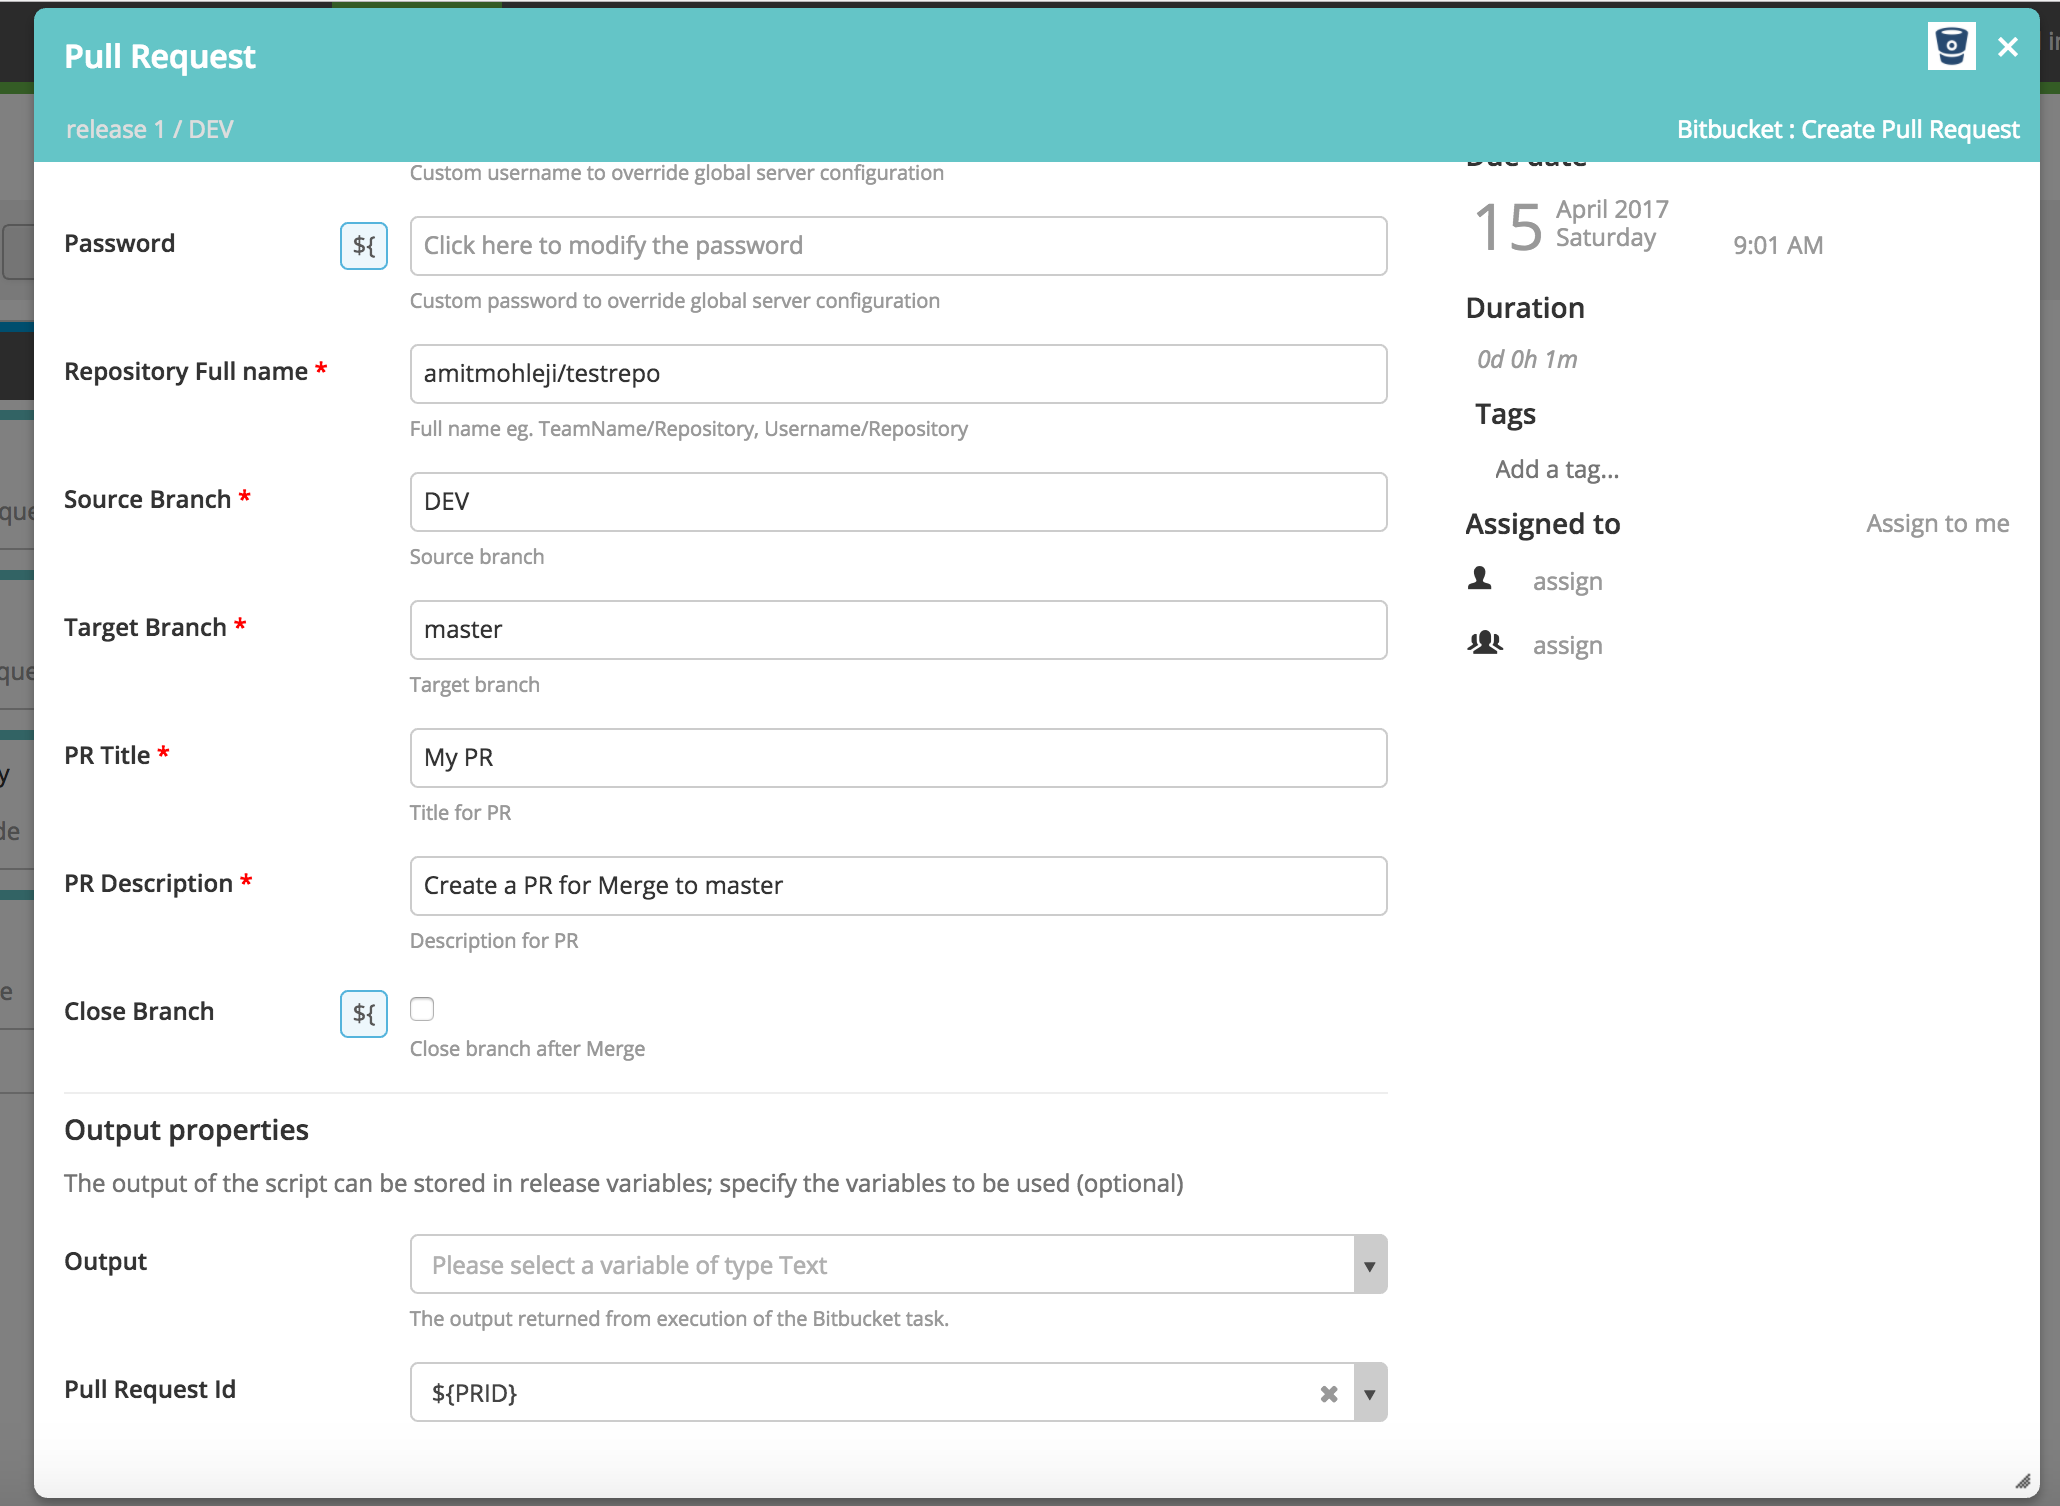 Pull Request
release 1 / DEV
Bitbucket : Create Pull Request
Custom username to override global server configuration
Password
${
Click here to modify the password
Custom password to override global server configuration
Repository Full name *
amitmohleji/testrepo
Full name eg. TeamName/Repository, Username/Repository
Source Branch *
DEV
Source branch
Target Branch *
master
Target branch
PR Title *
My PR
Title for PR
PR Description *
Create a PR for Merge to master
Description for PR
Close Branch
${
Close branch after Merge
Output properties
The output of the script can be stored in release variables; specify the variables to be used (optional)
Output
Please select a variable of type Text
The output returned from execution of the Bitbucket task.
Pull Request Id
${PRID}
Due date
15
April 2017
Saturday
9:01 AM
Duration
0d 0h 1m
Tags
Add a tag...
Assigned to
Assign to me
assign
assign